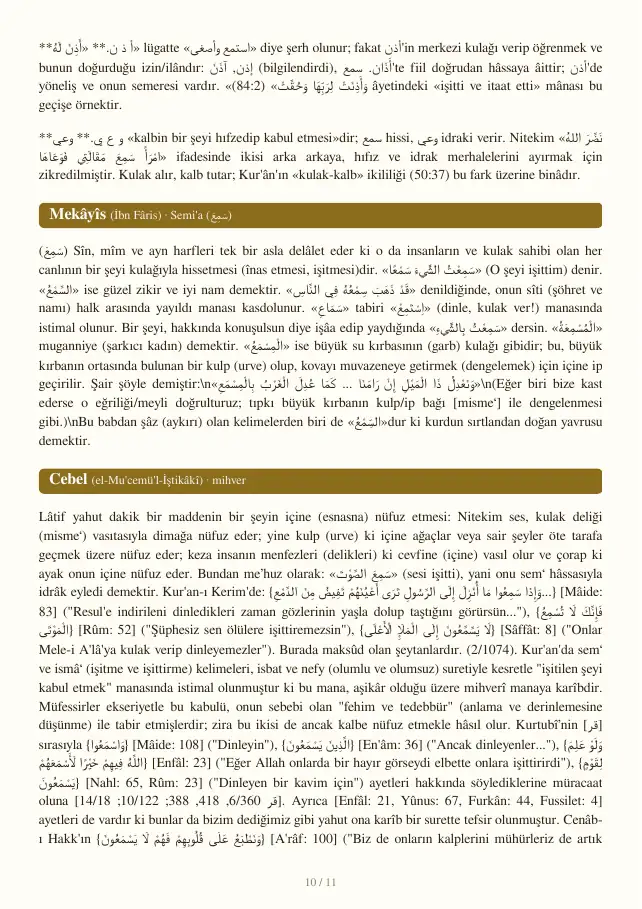 **أَذِنَ لَهُ» **.أ ذ ن» lügatte «استمع وأصغى» diye şerh olunur; fakat أذن'in merkezi kulağı verip öğrenmek ve
bunun doğurduğu izin/ilândır: إذن, آذَنَ (bilgilendirdi), أَذَان. سمع'te fiil doğrudan hâssaya âittir; أذن'de
yöneliş ve onun semeresi vardır. «وَأَذِنَتْ لِرَبِّهَا وَحُقَّتْ» (84:2) âyetindeki «işitti ve itaat etti» mânası bu
geçişe örnektir.
**وعى **.و ع ي» «kalbin bir şeyi hıfzedip kabul etmesi»dir; سمع hissi, وعى idraki verir. Nitekim «نَضَّرَ اللهُ
امْرَأً سَمِعَ مَقَالَتِي فَوَعَاهَا» ifadesinde ikisi arka arkaya, hıfız ve idrak merhalelerini ayırmak için
zikredilmiştir. Kulak alır, kalb tutar; Kur'ân'ın «kulak-kalb» ikililiği (50:37) bu fark üzerine binâdır.
Mekâyîs (İbn Fâris) · Semi'a (سَمِعَ)
(سَمِعَ) Sîn, mîm ve ayn harfleri tek bir asla delâlet eder ki o da insanların ve kulak sahibi olan her
canlının bir şeyi kulağıyla hissetmesi (înas etmesi, işitmesi)dir. «سَمِعْتُ الشَّيْءَ سَمْعًا» (O şeyi işittim) denir.
«السِّمْعُ» ise güzel zikir ve iyi nam demektir. «قَدْ ذَهَبَ سِمْعُهُ فِي النَّاسِ» denildiğinde, onun sîti (şöhret ve
namı) halk arasında yayıldı manası kasdolunur. «سَمَاعِ» tabiri «اِسْتَمِعْ» (dinle, kulak ver!) manasında
istimal olunur. Bir şeyi, hakkında konuşulsun diye işâa edip yaydığında «سَمَّعْتُ بِالشَّيْءِ» dersin. «الْمُسْمِعَةُ»
muganniye (şarkıcı kadın) demektir. «الْمِسْمَعُ» ise büyük su kırbasının (garb) kulağı gibidir; bu, büyük
kırbanın ortasında bulunan bir kulp (urve) olup, kovayı muvazeneye getirmek (dengelemek) için içine ip
geçirilir. Şair şöyle demiştir:\n«وَنَعْدِلُ ذَا الْمَيْلِ إِنْ رَامَنَا ... كَمَا عُدِلَ الْغَرْبُ بِالْمِسْمَعِ»\n(Eğer biri bize kast
ederse o eğriliği/meyli doğrulturuz; tıpkı büyük kırbanın kulp/ip bağı [misme‘] ile dengelenmesi
gibi.)\nBu babdan şâz (aykırı) olan kelimelerden biri de «السِّمْعُ»dur ki kurdun sırtlandan doğan yavrusu
demektir.
Cebel (el-Mu'cemü'l-İştikâkî) · mihver
Lâtif yahut dakik bir maddenin bir şeyin içine (esnasına) nüfuz etmesi: Nitekim ses, kulak deliği
(misme‘) vasıtasıyla dimağa nüfuz eder; yine kulp (urve) ki içine ağaçlar veya sair şeyler öte tarafa
geçmek üzere nüfuz eder; keza insanın menfezleri (delikleri) ki cevfine (içine) vasıl olur ve çorap ki
ayak onun içine nüfuz eder. Bundan me’huz olarak: «سَمِعَ الصَّوْتَ» (sesi işitti), yani onu sem‘ hâssasıyla
idrâk eyledi demektir. Kur'an-ı Kerim'de: {وَإِذَا سَمِعُوا مَا أُنْزِلَ إِلَى الرَّسُولِ تَرَى أَعْيُنَهُمْ تَفِيضُ مِنَ الدَّمْعِ...} [Mâide:
83] ("Resul'e indirileni dinledikleri zaman gözlerinin yaşla dolup taştığını görürsün..."), {فَإِنَّكَ لَا تُسْمِعُ
الْمَوْتَى} [Rûm: 52] ("Şüphesiz sen ölülere işittiremezsin"), {لَا يَسَّمَّعُونَ إِلَى الْمَلَإِ الْأَعْلَى} [Sâffât: 8] ("Onlar
Mele-i A'lâ'ya kulak verip dinleyemezler"). Burada maksûd olan şeytanlardır. (2/1074). Kur'an'da sem‘
ve ismâ‘ (işitme ve işittirme) kelimeleri, isbat ve nefy (olumlu ve olumsuz) suretiyle kesretle "işitilen şeyi
kabul etmek" manasında istimal olunmuştur ki bu mana, aşikâr olduğu üzere mihverî manaya karîbdir.
Müfessirler ekseriyetle bu kabulü, onun sebebi olan "fehim ve tedebbür" (anlama ve derinlemesine
düşünme) ile tabir etmişlerdir; zira bu ikisi de ancak kalbe nüfuz etmekle hâsıl olur. Kurtubî'nin [قر]
sırasıyla {وَاسْمَعُوا} [Mâide: 108] ("Dinleyin"), {الَّذِينَ يَسْمَعُونَ} [En'âm: 36] ("Ancak dinleyenler..."), {وَلَوْ عَلِمَ
اللَّهُ فِيهِمْ خَيْرًا لَأَسْمَعَهُمْ} [Enfâl: 23] ("Eğer Allah onlarda bir hayır görseydi elbette onlara işittirirdi"), {لِقَوْمٍ
يَسْمَعُونَ} [Nahl: 65, Rûm: 23] ("Dinleyen bir kavim için") ayetleri hakkında söylediklerine müracaat
oluna [قر 6/360, 418, 388; 10/122; 14/18]. Ayrıca [Enfâl: 21, Yûnus: 67, Furkân: 44, Fussilet: 4]
ayetleri de vardır ki bunlar da bizim dediğimiz gibi yahut ona karîb bir surette tefsir olunmuştur. Cenâb-
ı Hakk'ın {وَنَطْبَعُ عَلَى قُلُوبِهِمْ فَهُمْ لَا يَسْمَعُونَ} [A'râf: 100] ("Biz de onların kalplerini mühürleriz de artık
10 / 11